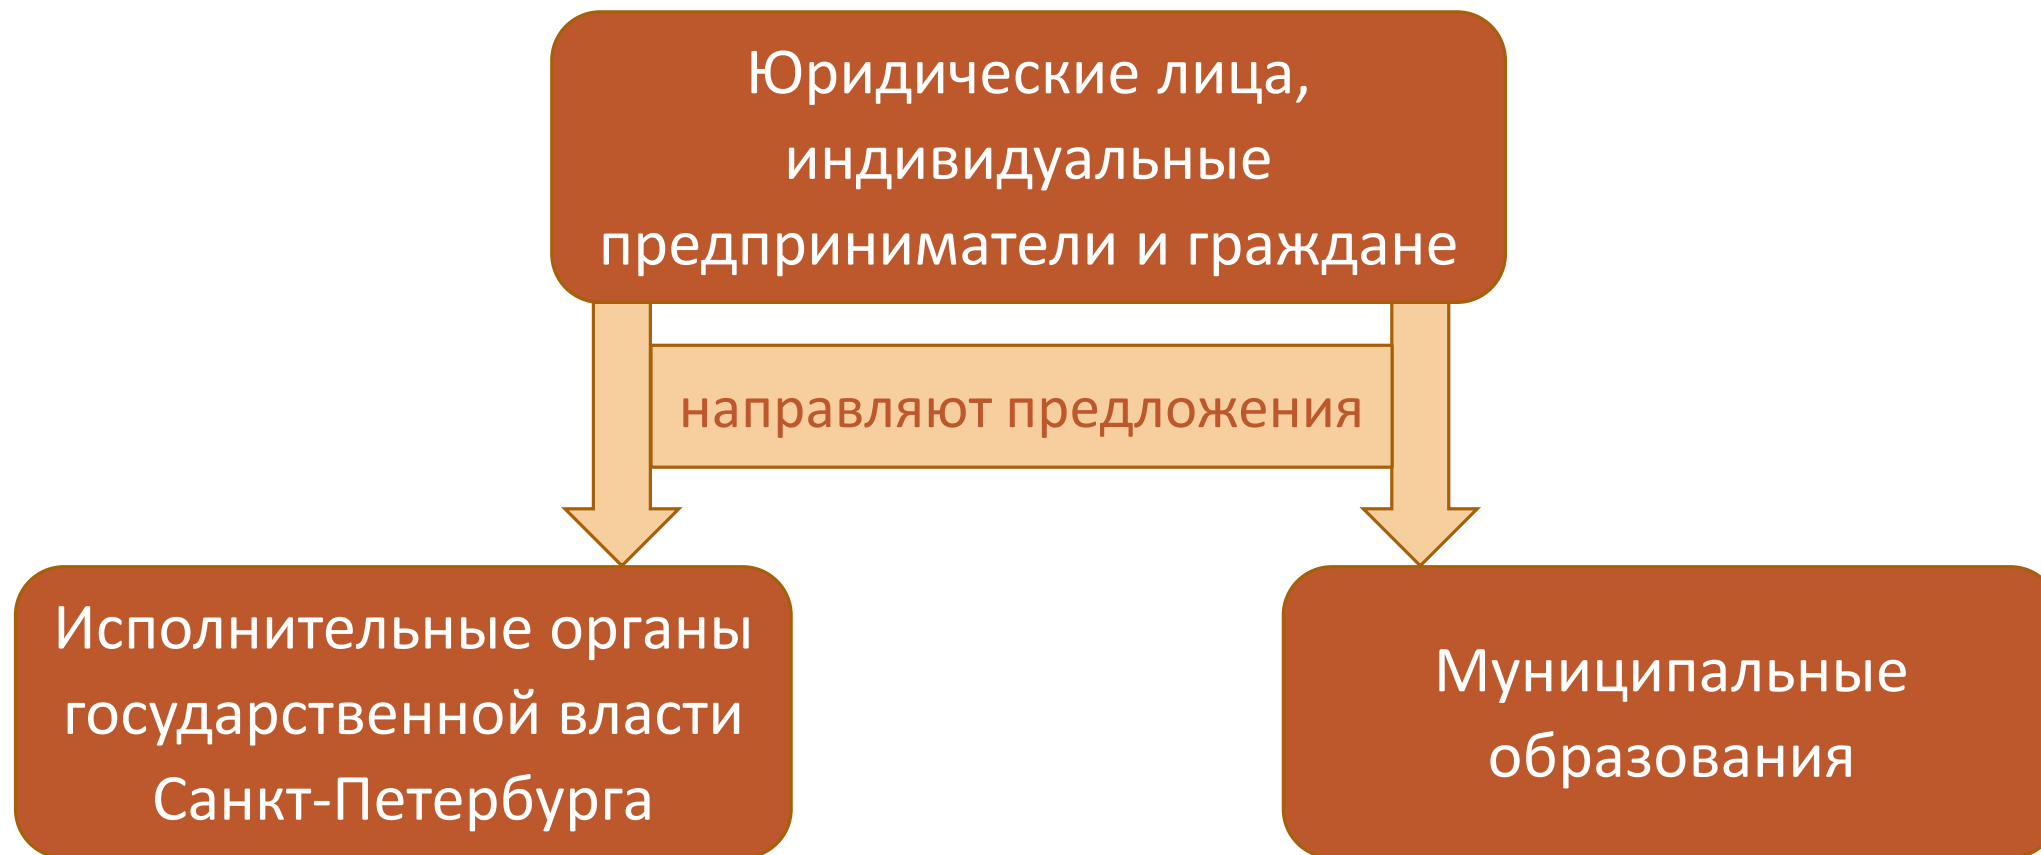 Юридические лица,
индивидуальные
предприниматели и граждане
направляют предложения
Исполнительные органы
государственной власти
Санкт-Петербурга
Муниципальные
образования